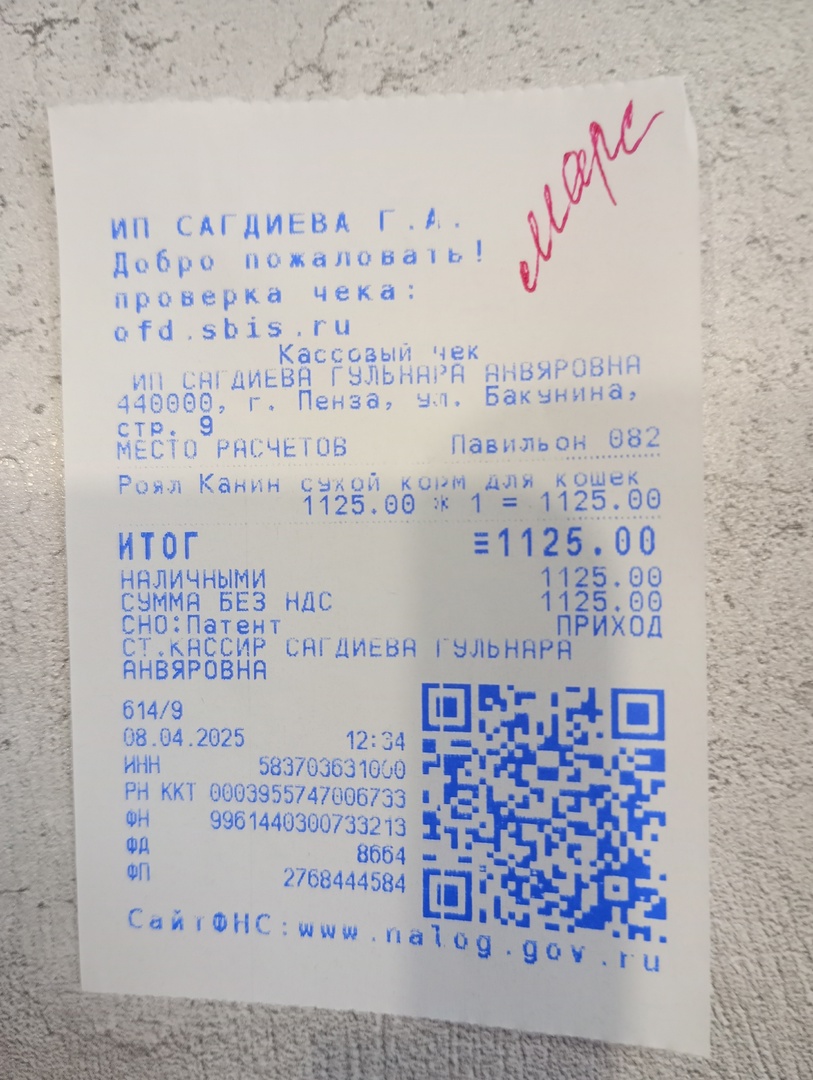 Марс
ИП САГДИЕВА Г.А.
Добро пожаловать!
проверка чека:
ofd.sbis.ru
Кассовый чек
ИП САГДИЕВА ГУЛЬНАРА АНВЯРОВНА
440000, г. Пенза, ул. Бакунина,
стр. 9
МЕСТО РАСЧЕТОВ Павильон 082
Роял Канин сухой корм для кошек
1125.00 * 1 = 1125.00
ИТОГ ≡1125.00
НАЛИЧНЫМИ 1125.00
СУММА БЕЗ НДС 1125.00
СНО:Патент ПРИХОД
СТ.КАССИР САГДИЕВА ГУЛЬНАРА
АНВЯРОВНА
614/9
08.04.2025 12:34
ИНН 583703631000
РН ККТ 0003955747006733
ФН 9961440300733213
ФД 8664
ФП 2768444584
СайтФНС:www.nalog.gov.ru